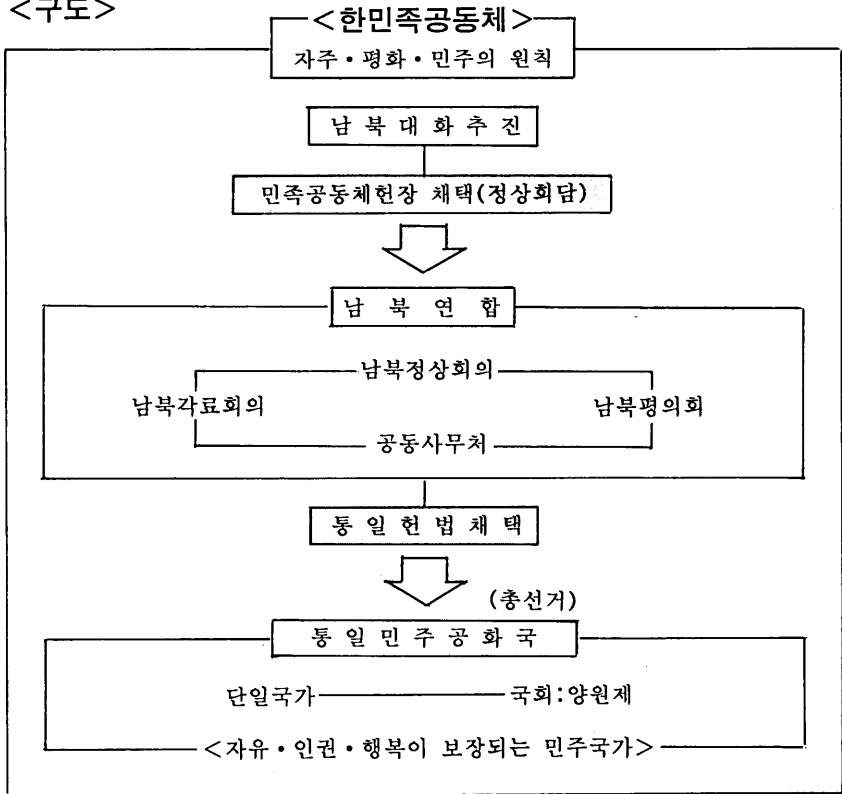 <구도>
<한민족공동체>
자주・평화・민주의 원칙
남 북 대 화 추 진
민족공동체헌장 채택(정상회담)
남 북 연 합
남북정상회의
남북각료회의 남북평의회
공동사무처
통 일 헌 법 채 택
(총선거)
통 일 민 주 공 화 국
단일국가 국회:양원제
<자유・인권・행복이 보장되는 민주국가>